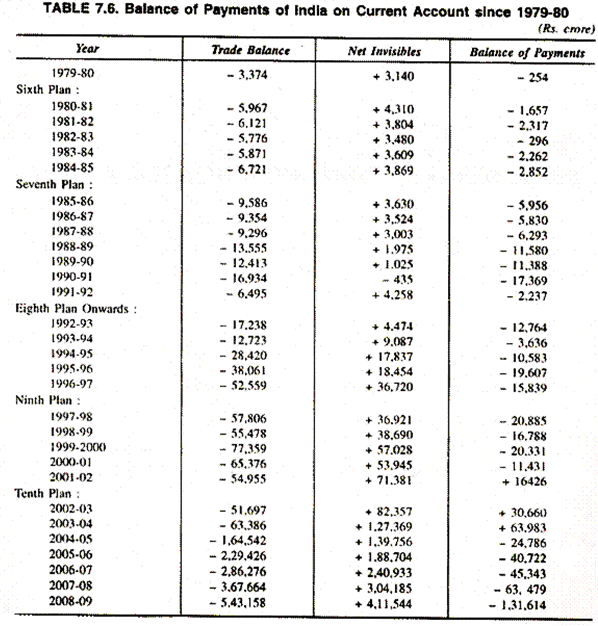 TABLE 7.6. Balance of Payments of India on Current Account since 1979-80
(Rs. crore)
Year Trade Balance Net Invisibles Balance of Payments
1979-80 – 3,374 + 3,140 – 254
Sixth Plan :
1980-81 – 5,967 + 4,310 – 1,657
1981-82 – 6,121 + 3,804 – 2,317
1982-83 – 5,776 + 3,480 – 296
1983-84 – 5,871 + 3,609 – 2,262
1984-85 – 6,721 + 3,869 – 2,852
Seventh Plan :
1985-86 – 9,586 + 3,630 – 5,956
1986-87 – 9,354 + 3,524 – 5,830
1987-88 – 9,296 + 3,003 – 6,293
1988-89 – 13,555 + 1,975 – 11,580
1989-90 – 12,413 + 1.025 – 11,388
1990-91 – 16,934 – 435 – 17,369
1991-92 – 6,495 + 4,258 – 2,237
Eighth Plan Onwards :
1992-93 – 17,238 + 4,474 – 12,764
1993-94 – 12,723 + 9,087 – 3,636
1994-95 – 28,420 + 17,837 – 10,583
1995-96 – 38,061 + 18,454 – 19,607
1996-97 – 52,559 + 36,720 – 15,839
Ninth Plan :
1997-98 – 57,806 + 36,921 – 20,885
1998-99 – 55,478 + 38,690 – 16,788
1999-2000 – 77,359 + 57,028 – 20,331
2000-01 – 65,376 + 53,945 – 11,431
2001-02 – 54,955 + 71,381 + 16426
Tenth Plan :
2002-03 – 51,697 + 82,357 + 30,660
2003-04 – 63,386 + 1,27,369 + 63,983
2004-05 – 1,64,542 + 1,39,756 – 24,786
2005-06 – 2,29,426 + 1,88,704 – 40,722
2006-07 – 2,86,276 + 2,40,933 – 45,343
2007-08 – 3,67,664 + 3,04,185 – 63, 479
2008-09 – 5,43,158 + 4,11,544 – 1,31,614